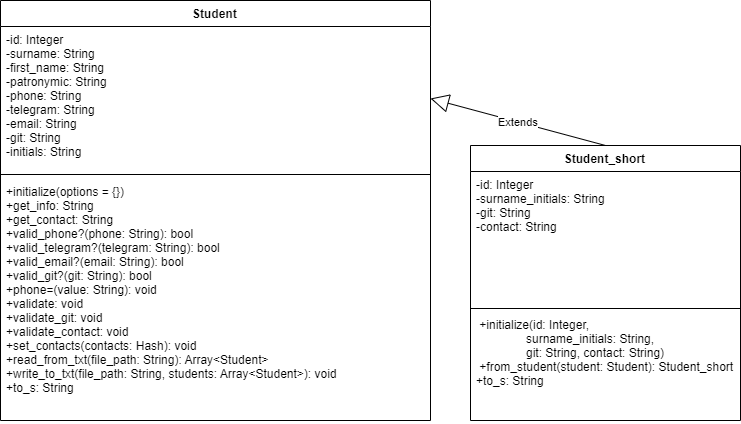 Student
-id: Integer
-surname: String
-first_name: String
-patronymic: String
-phone: String
-telegram: String
-email: String
-git: String
-initials: String
+initialize(options = {})
+get_info: String
+get_contact: String
+valid_phone?(phone: String): bool
+valid_telegram?(telegram: String): bool
+valid_email?(email: String): bool
+valid_git?(git: String): bool
+phone=(value: String): void
+validate: void
+validate_git: void
+validate_contact: void
+set_contacts(contacts: Hash): void
+read_from_txt(file_path: String): Array<Student>
+write_to_txt(file_path: String, students: Array<Student>): void
+to_s: String
Extends
Student_short
-id: Integer
-surname_initials: String
-git: String
-contact: String
+initialize(id: Integer,
surname_initials: String,
git: String, contact: String)
+from_student(student: Student): Student_short
+to_s: String